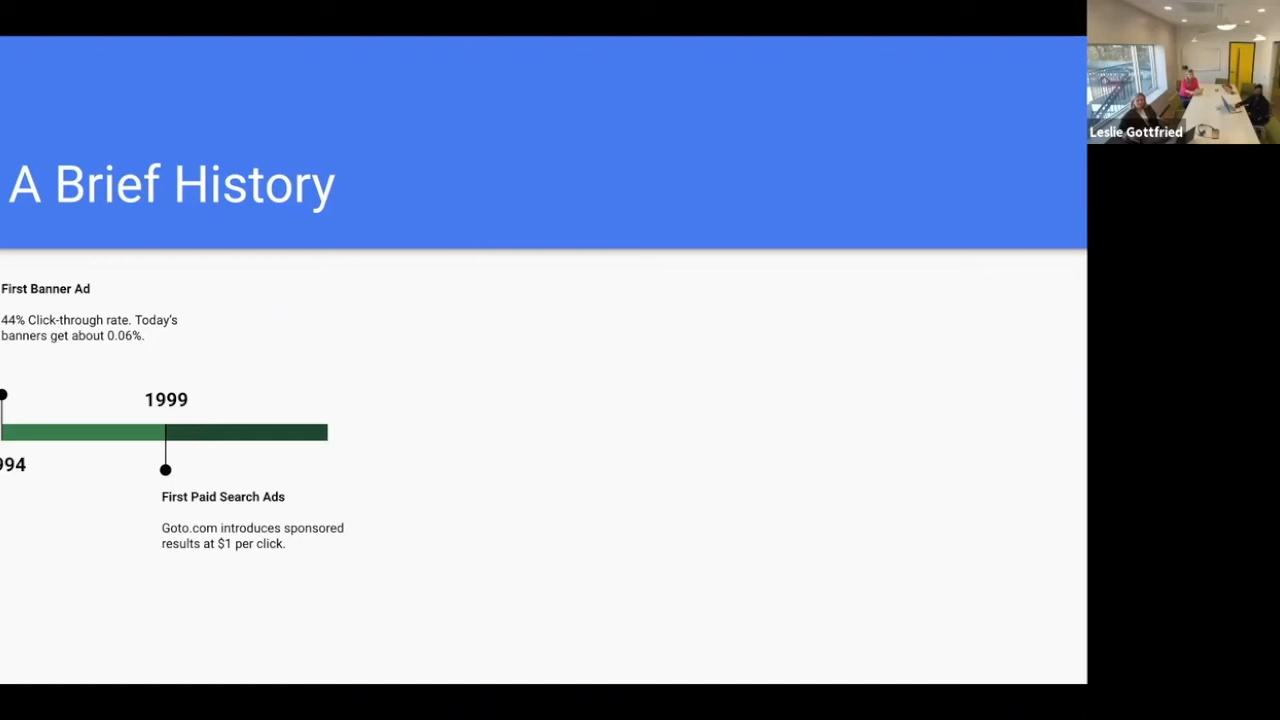 A Brief History
Leslie Gottfried
First Banner Ad
44% Click-through rate. Today's
banners get about 0.06%.
1999
994
First Paid Search Ads
Goto.com introduces sponsored
results at $1 per click.